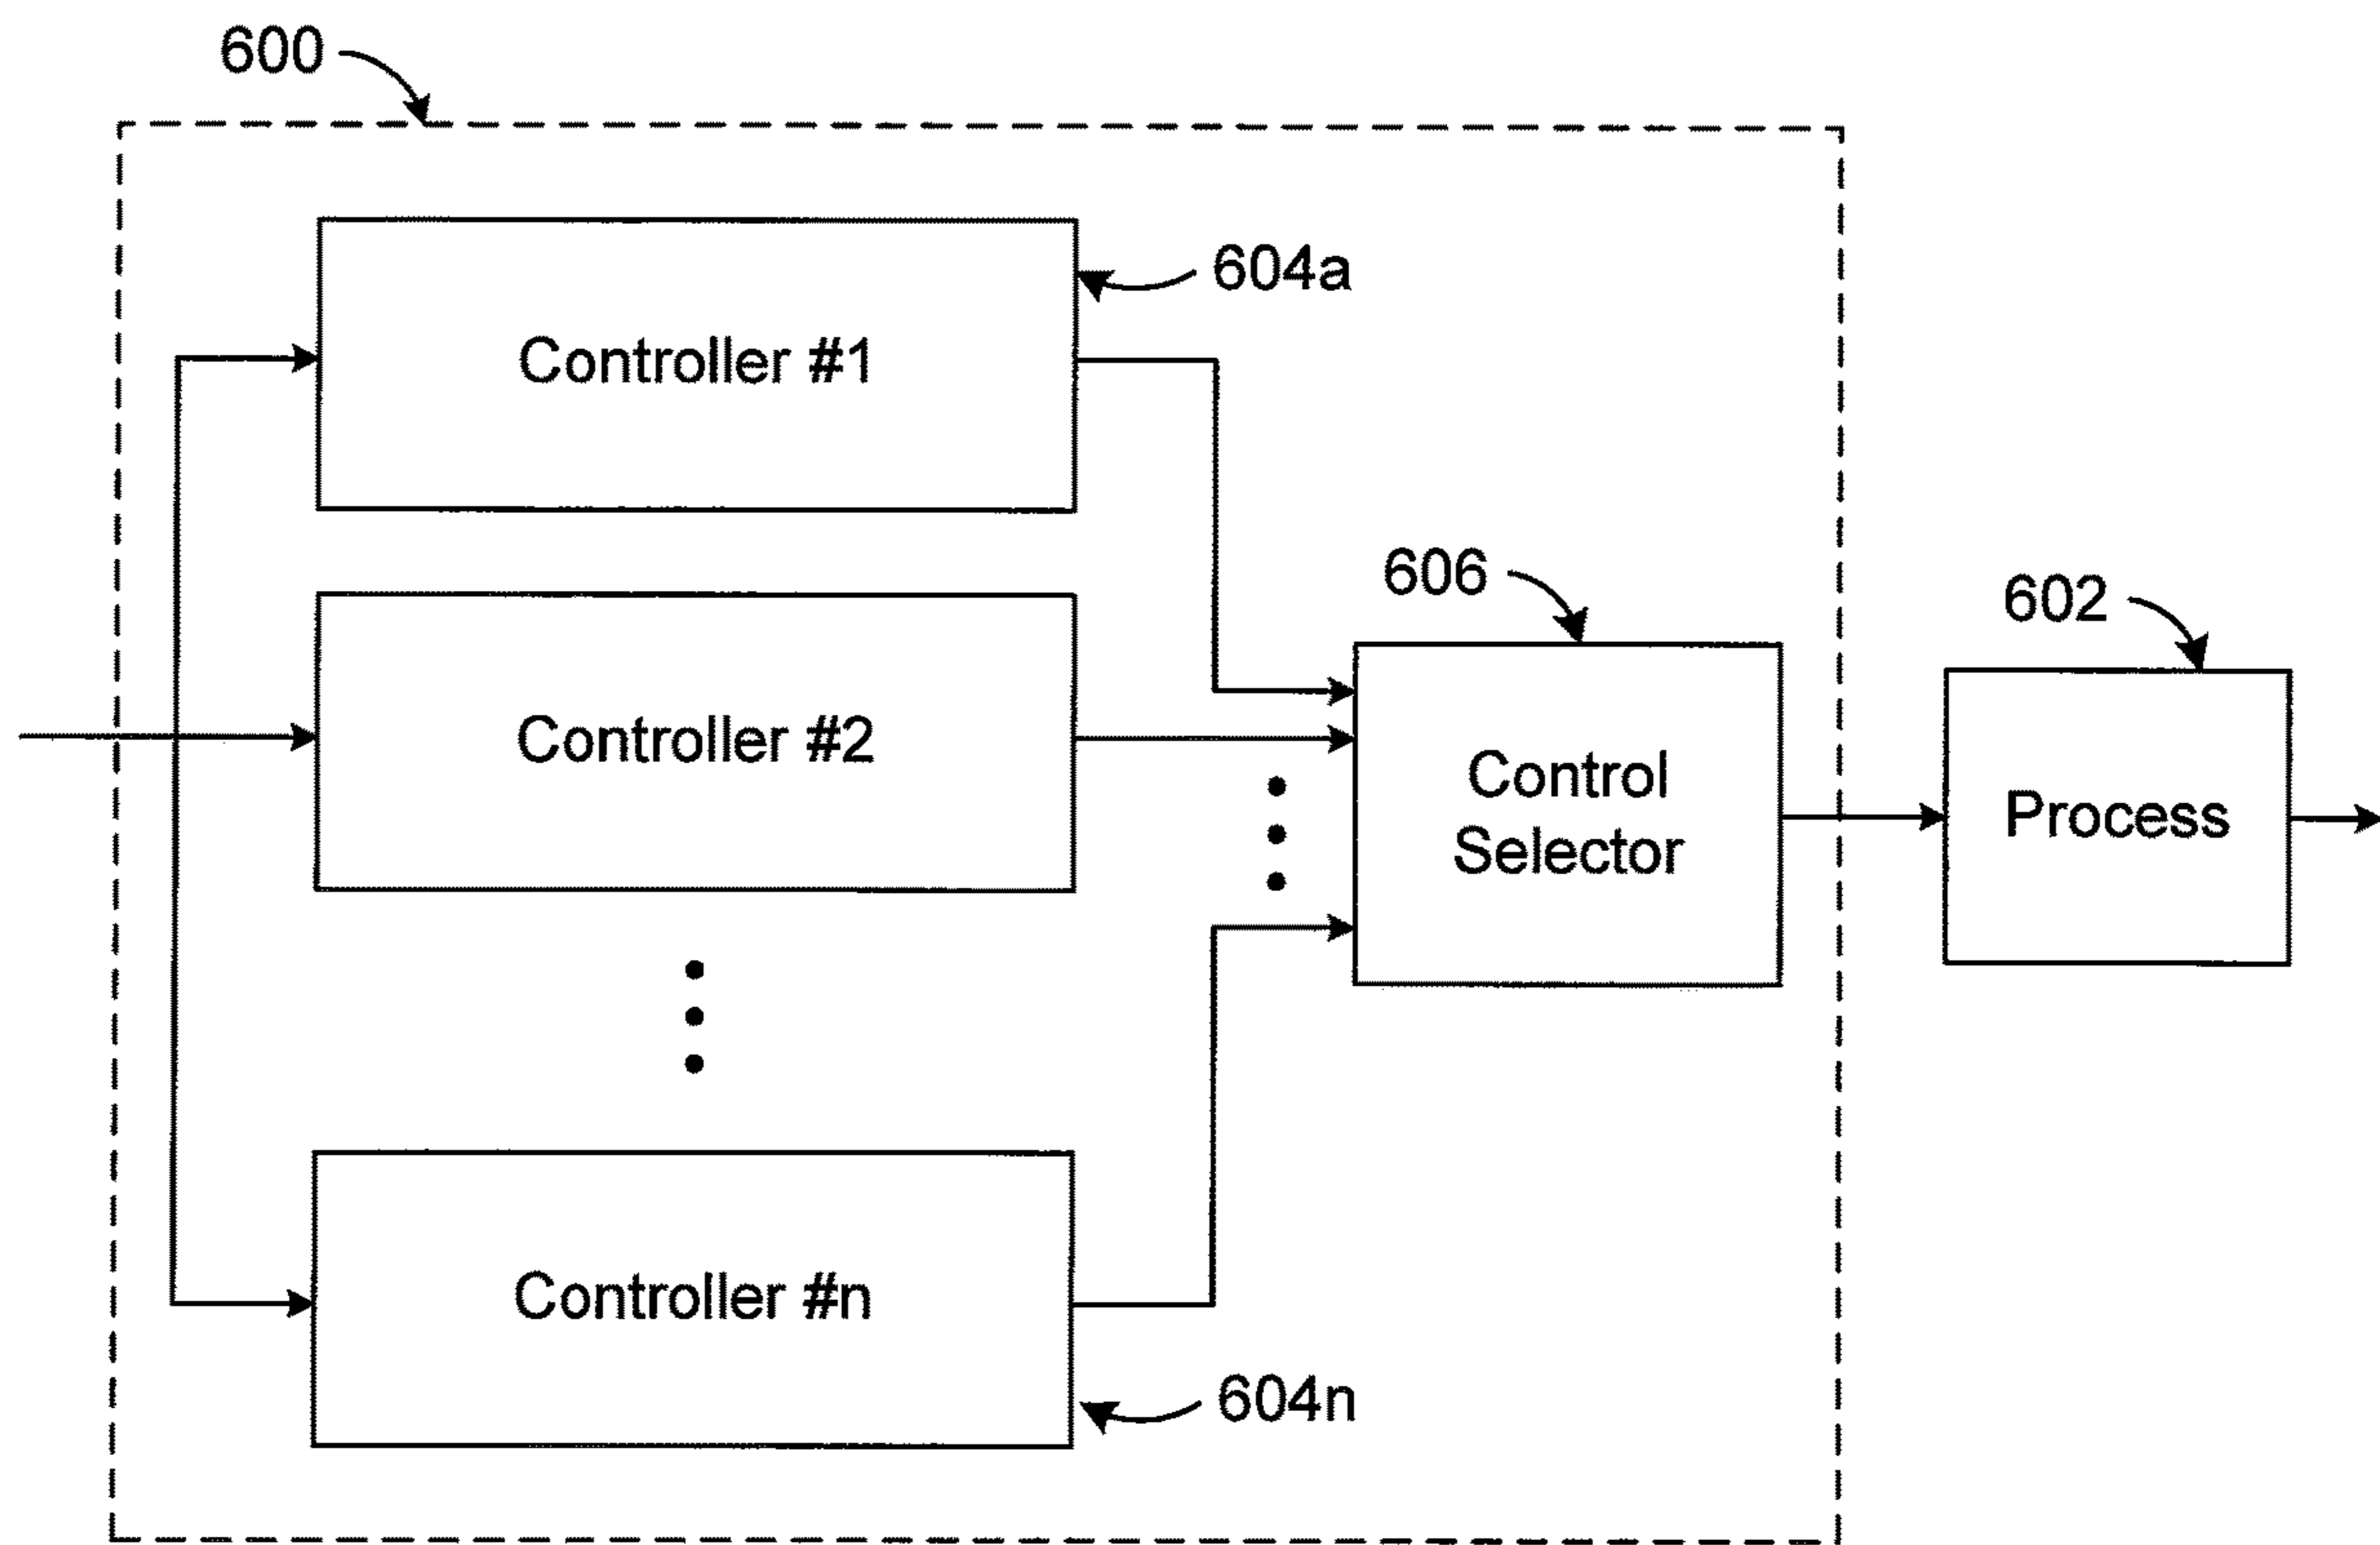 600
604a
Controller #1
606
602
Controller #2
Control
Selector
Process
Controller #n
604n